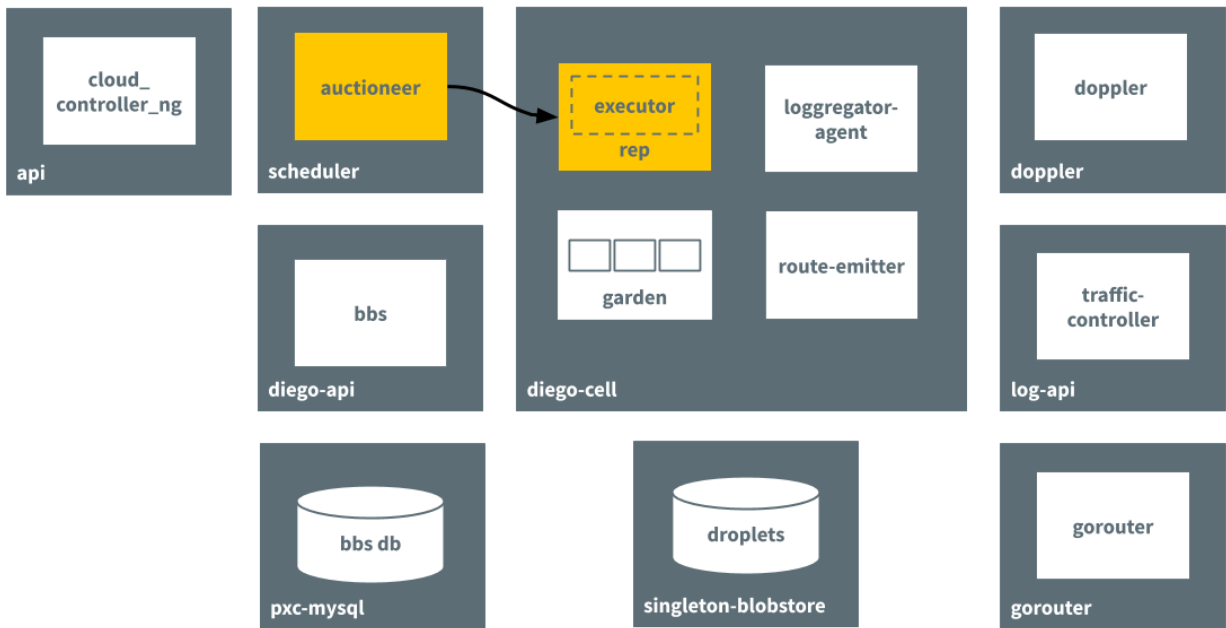 cloud_
controller_ng
api
auctioneer
scheduler
executor
rep
loggregator-
agent
garden
route-emitter
diego-cell
doppler
doppler
bbs
diego-api
traffic-
controller
log-api
bbs db
pxc-mysql
droplets
singleton-blobstore
gorouter
gorouter